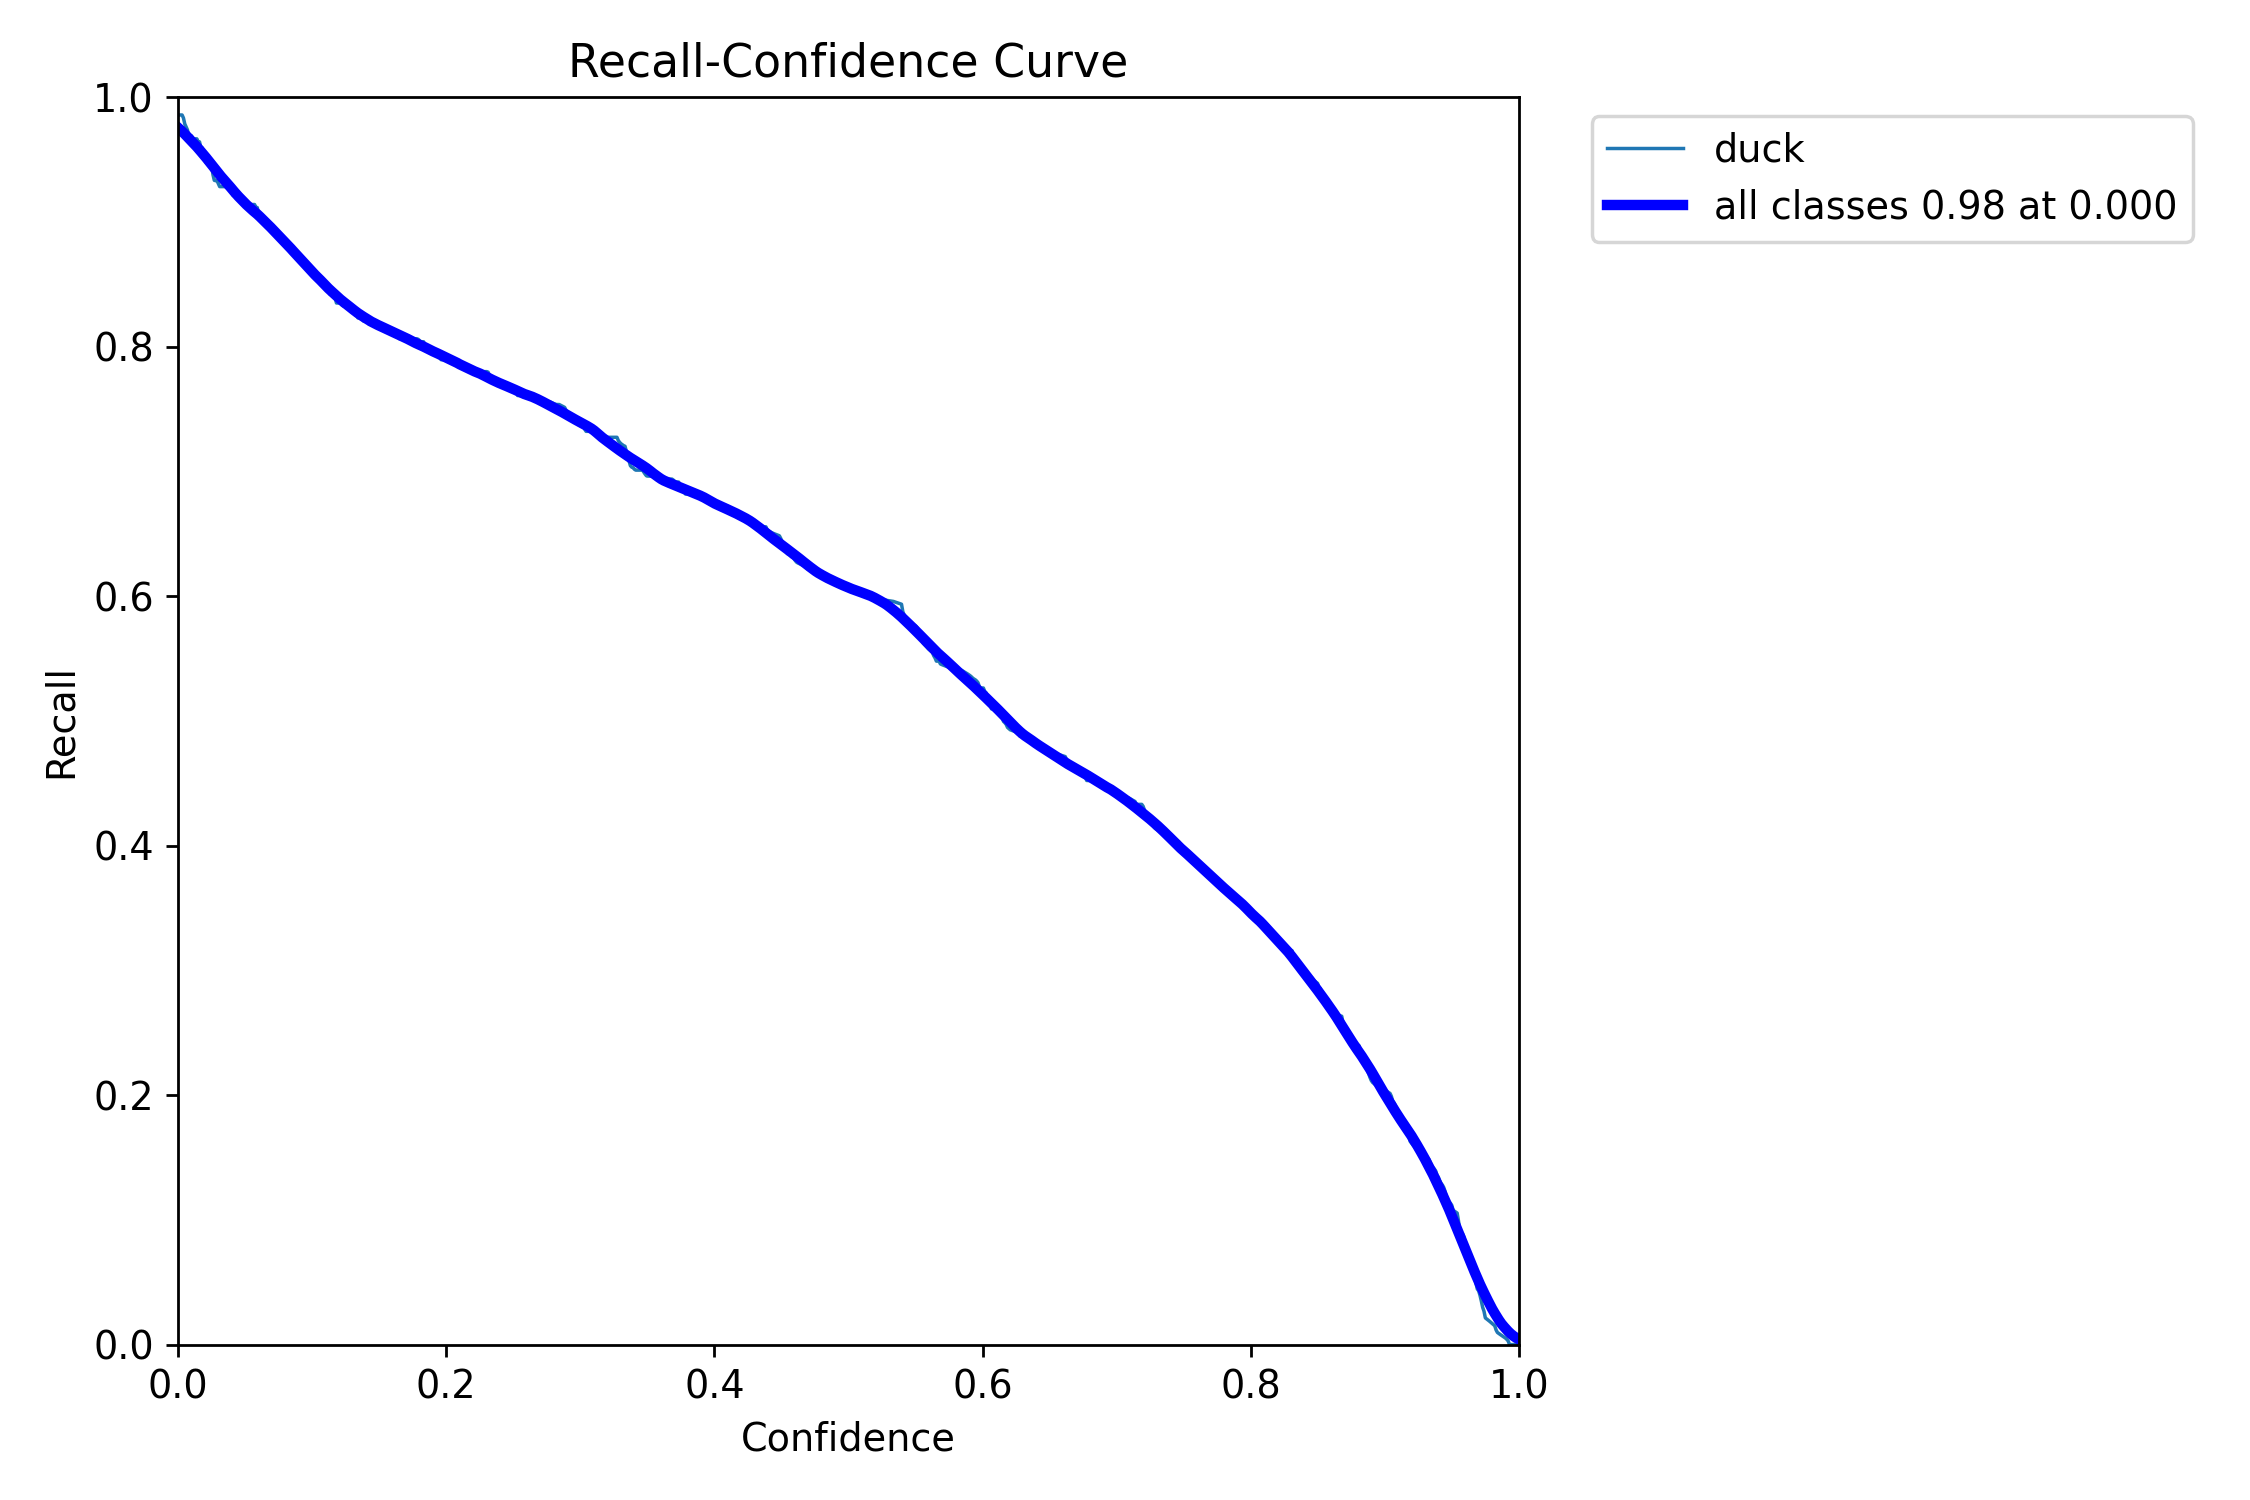 Recall-Confidence Curve
1.0
0.8
0.6
0.4
0.2
0.0
Recall
0.0 0.2 0.4 0.6 0.8 1.0
Confidence
duck
all classes 0.98 at 0.000